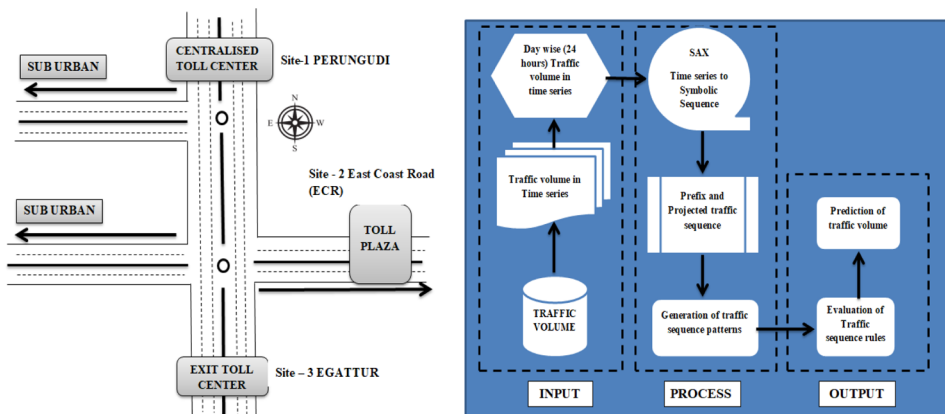 CENTRALISED
TOLL CENTER
Site-1 PERUNGUDI
SUB URBAN
N
E
W
S
Site - 2 East Coast Road
(ECR)
SUB URBAN
TOLL
PLAZA
EXIT TOLL
CENTER
Site – 3 EGATTUR
Day wise (24
hours) Traffic
volume in
time series
Traffic volume in
Time series
TRAFFIC
VOLUME
INPUT
SAX
Time series to
Symbolic
Sequence
Prefix and
Projected traffic
sequence
Generation of traffic
sequence patterns
PROCESS
Prediction of
traffic volume
Evaluation of
Traffic
sequence rules
OUTPUT